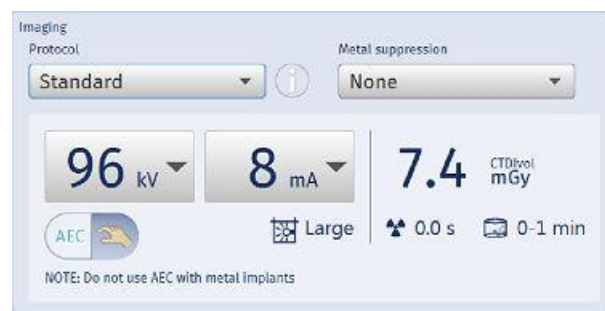 Imaging
Protocol
Metal suppression
Standard
None
96 kV
8 mA
7.4 CTDIvol mGy
AEC
Large
0.0 s
0-1 min
NOTE: Do not use AEC with metal implants